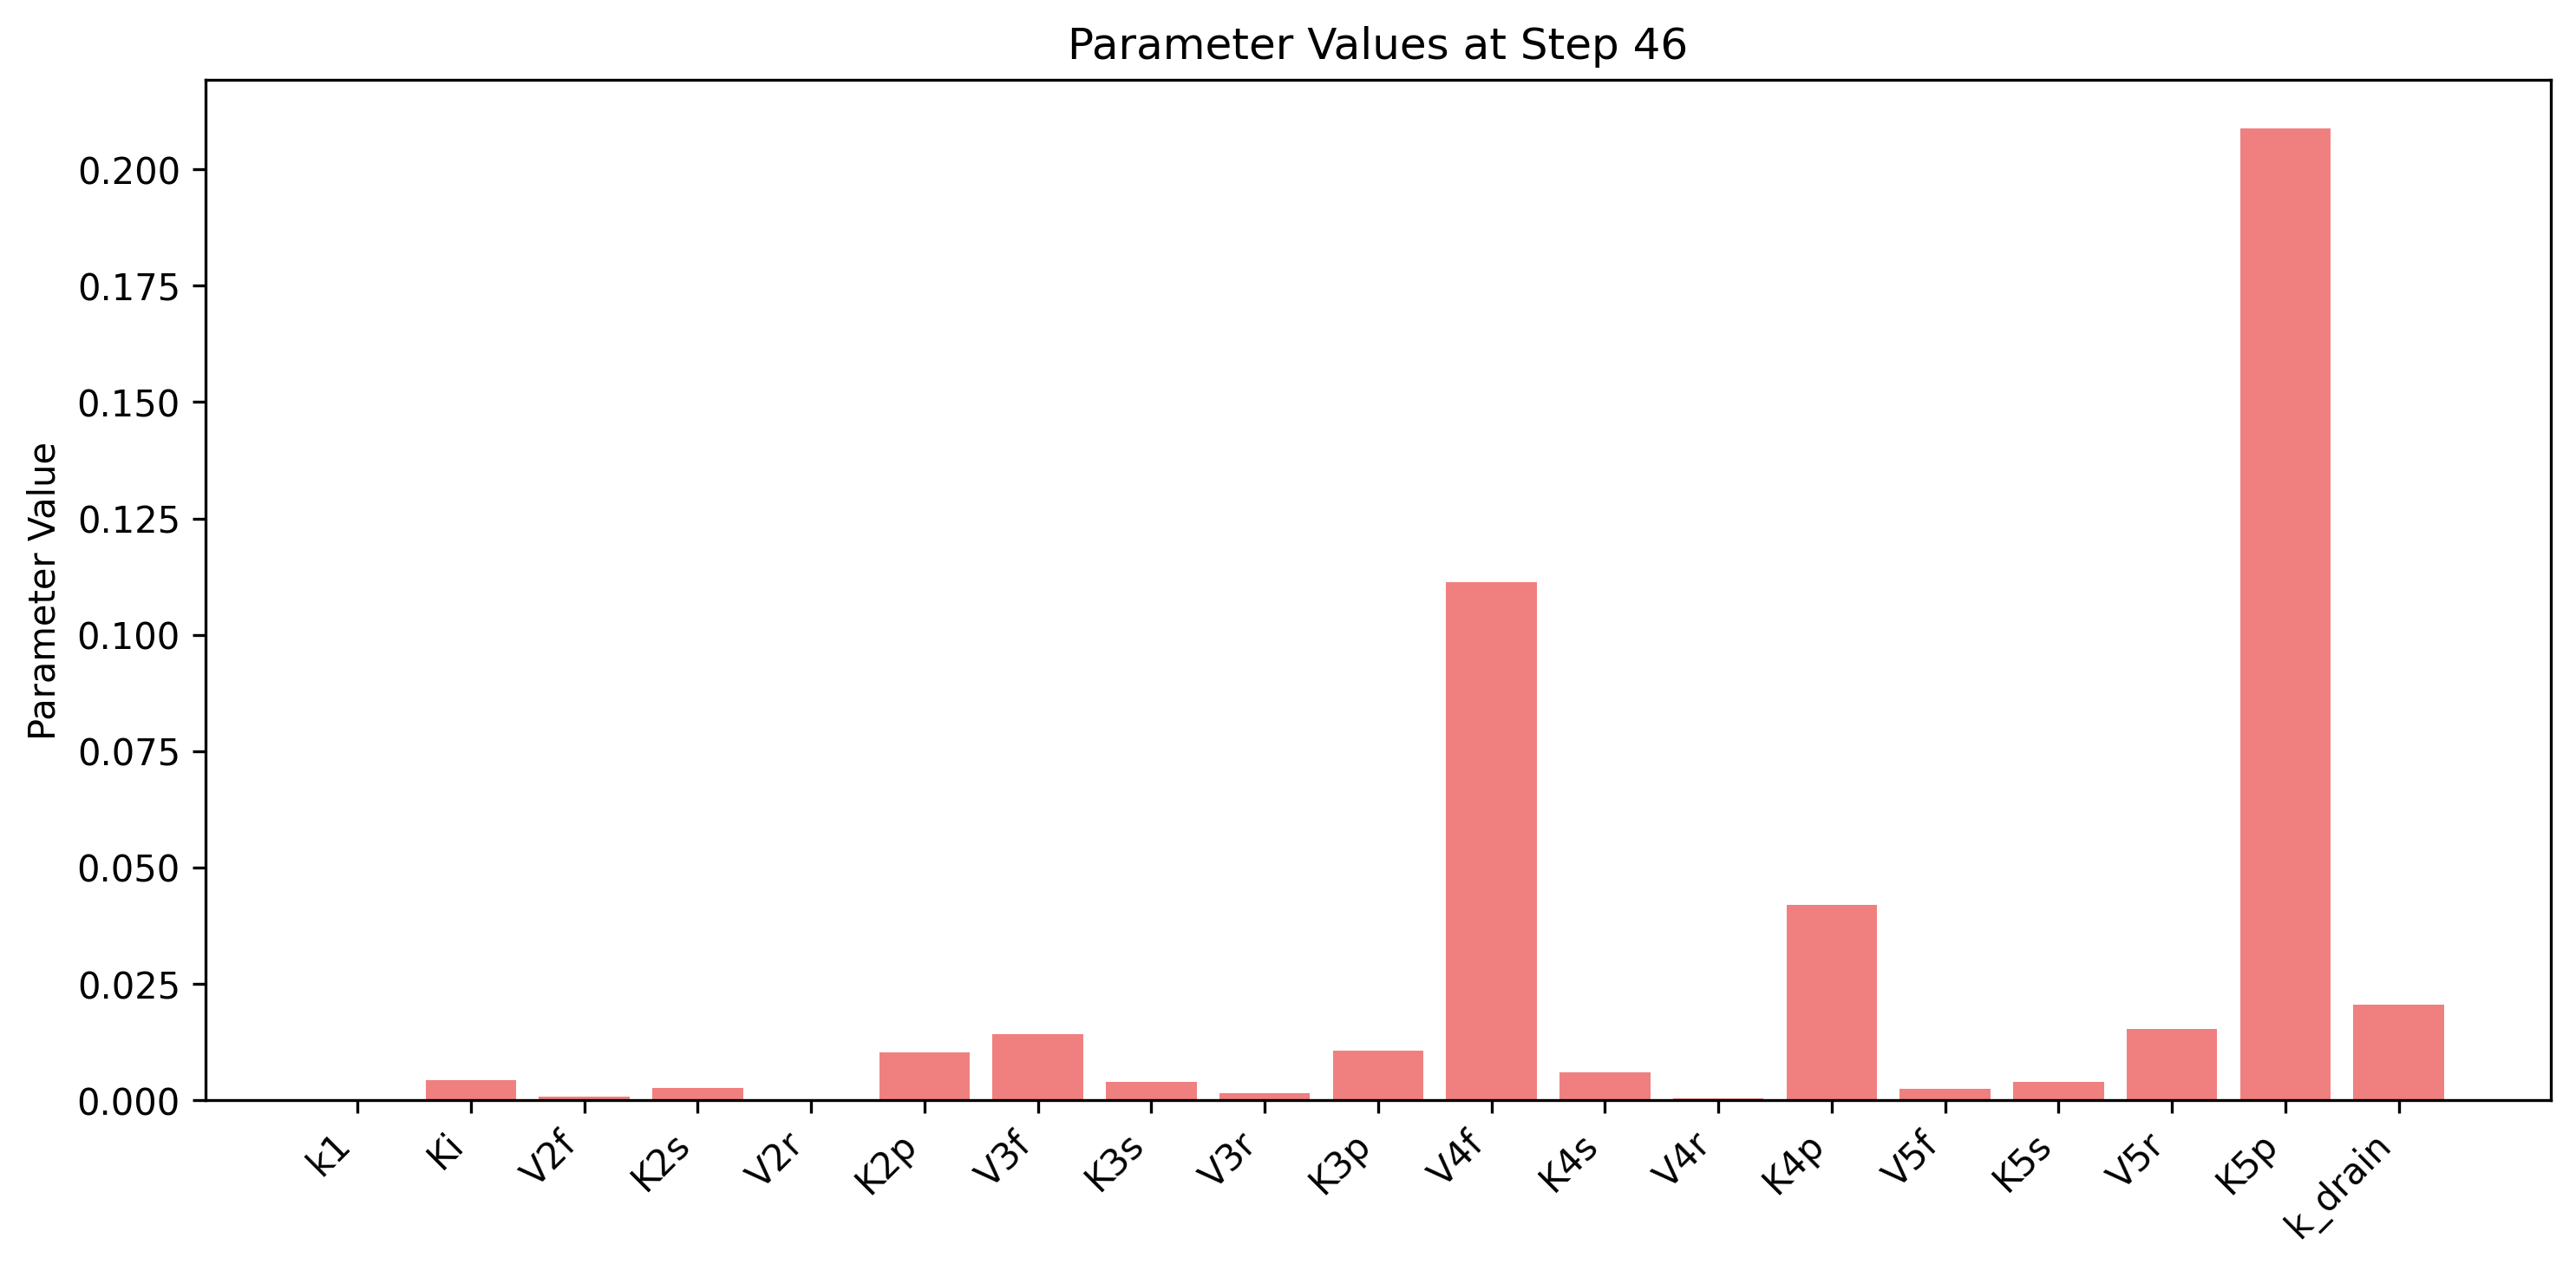 Parameter Values at Step 46
Parameter Value
0.200
0.175
0.150
0.125
0.100
0.075
0.050
0.025
0.000
k1
Ki
V2f
K2s
V2r
K2p
V3f
K3s
V3r
K3p
V4f
K4s
V4r
K4p
V5f
K5s
V5r
K5p
k_drain